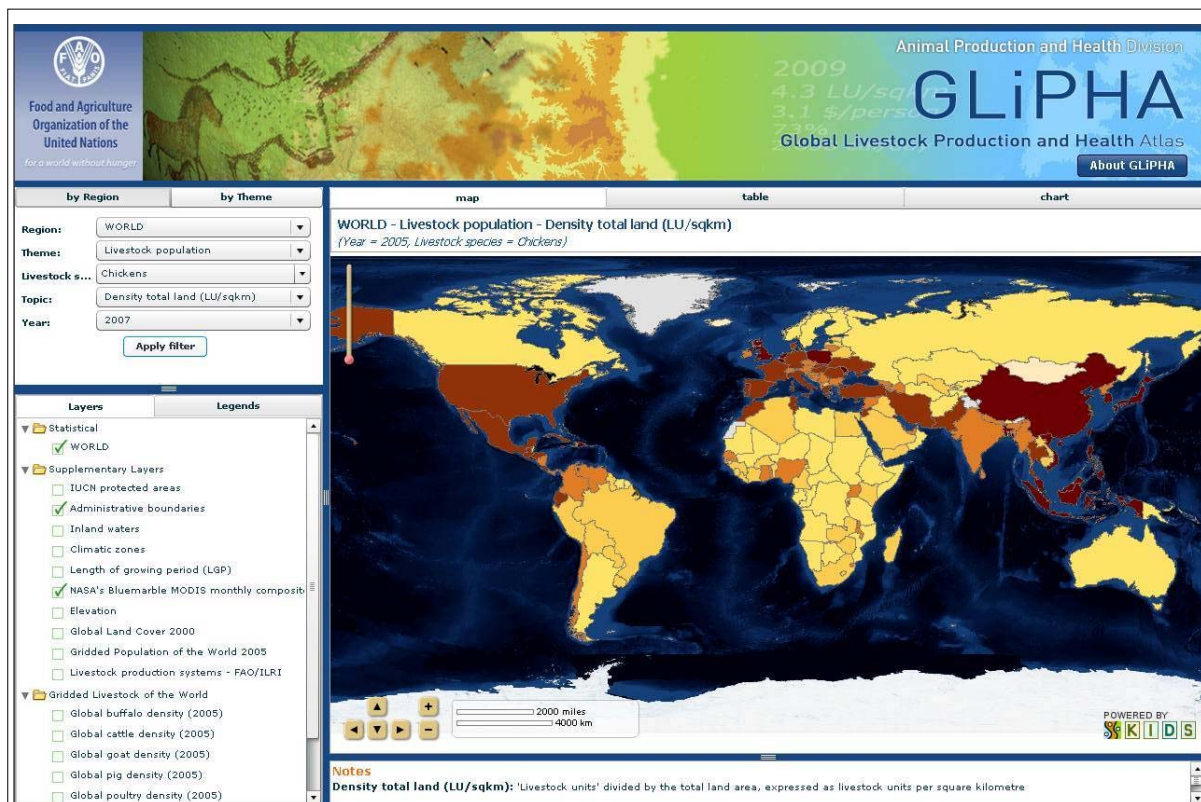 F A O
FIAT PANIS
Food and Agriculture
Organization of the
United Nations
for a world without hunger
Animal Production and Health Division
2009
4.3 LU/sqkm
3.1 $/person
GLiPHA
Global Livestock Production and Health Atlas
About GLiPHA
by Region
by Theme
Region:
WORLD
Theme:
Livestock population
Livestock s...
Chickens
Topic:
Density total land (LU/sqkm)
Year:
2007
Apply filter
Layers
Legends
Statistical
WORLD
Supplementary Layers
IUCN protected areas
Administrative boundaries
Inland waters
Climatic zones
Length of growing period (LGP)
NASA's Bluemarble MODIS monthly composit
Elevation
Global Land Cover 2000
Gridded Population of the World 2005
Livestock production systems - FAO/ILRI
Gridded Livestock of the World
Global buffalo density (2005)
Global cattle density (2005)
Global goat density (2005)
Global pig density (2005)
Global poultry density (2005)
map
table
chart
WORLD - Livestock population - Density total land (LU/sqkm)
(Year = 2005, Livestock species = Chickens)
2000 miles
4000 km
POWERED BY
KIDS
Notes
Density total land (LU/sqkm): 'Livestock units' divided by the total area, expressed as livestock units per square kilometre